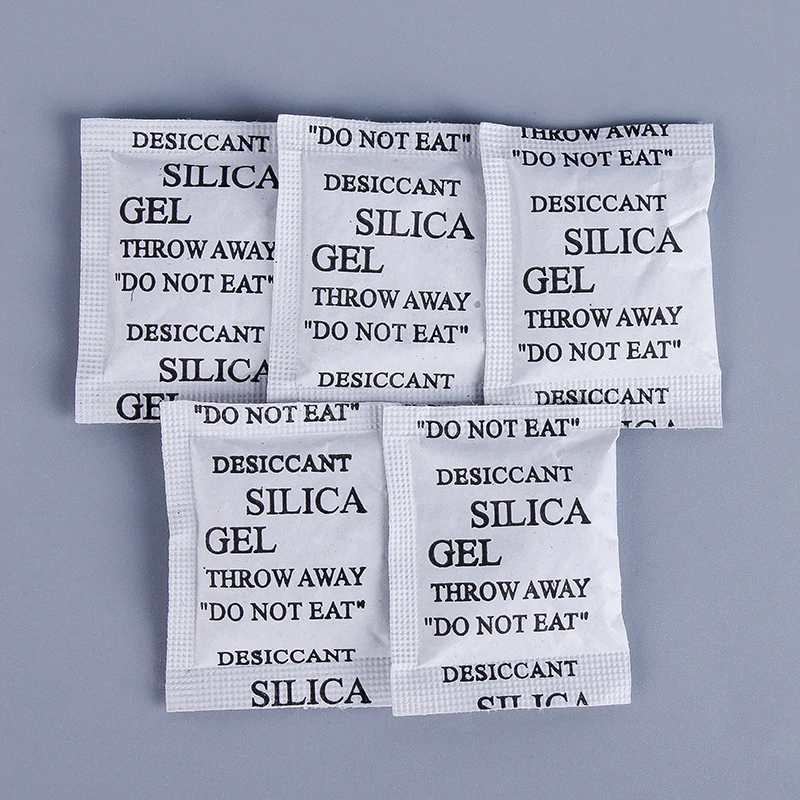 DESICCANT
SILICA
GEL
THROW AWAY
"DO NOT EAT"
DESICCANT
SILICA
GEL
"DO NOT EAT"
DESICCANT
SILICA
GEL
THROW AWAY
"DO NOT EAT"
DESICCANT
THROW AWAY
"DO NOT EAT"
DESICCANT
SILICA
GEL
THROW AWAY
"DO NOT EAT"
DESICCANT
SILICA
"DO NOT EAT"
DESICCANT
SILICA
GEL
THROW AWAY
"DO NOT EAT"
DESICCANT
SILICA
"DO NOT EAT"
DESICCANT
SILICA
GEL
THROW AWAY
"DO NOT EAT"
DESICCANT
SILICA